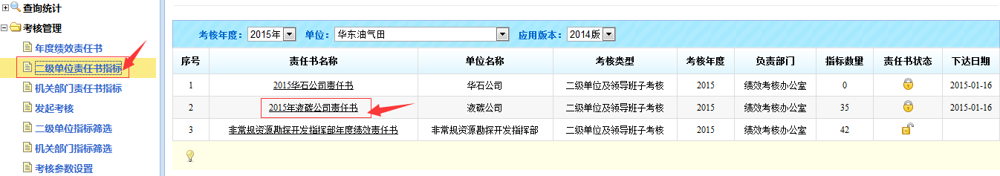 查询统计
考核管理
年度绩效责任书
二级单位责任书指标
机关部门责任书指标
发起考核
二级单位指标筛选
机关部门指标筛选
考核参数设置
考核年度： 2015年 单位： 华东油气田 应用版本： 2014版
序号 责任书名称 单位名称 考核类型 考核年度 负责部门 指标数量 责任书状态 下达日期
1 2015华石公司责任书 华石公司 二级单位及领导班子考核 2015 绩效考核办公室 0 2015-01-16
2 2015年液碳公司责任书 液碳公司 二级单位及领导班子考核 2015 绩效考核办公室 35 2015-01-16
3 非常规资源勘探开发指挥部年度绩效责任书 非常规资源勘探开发指挥部 二级单位及领导班子考核 2015 绩效考核办公室 42